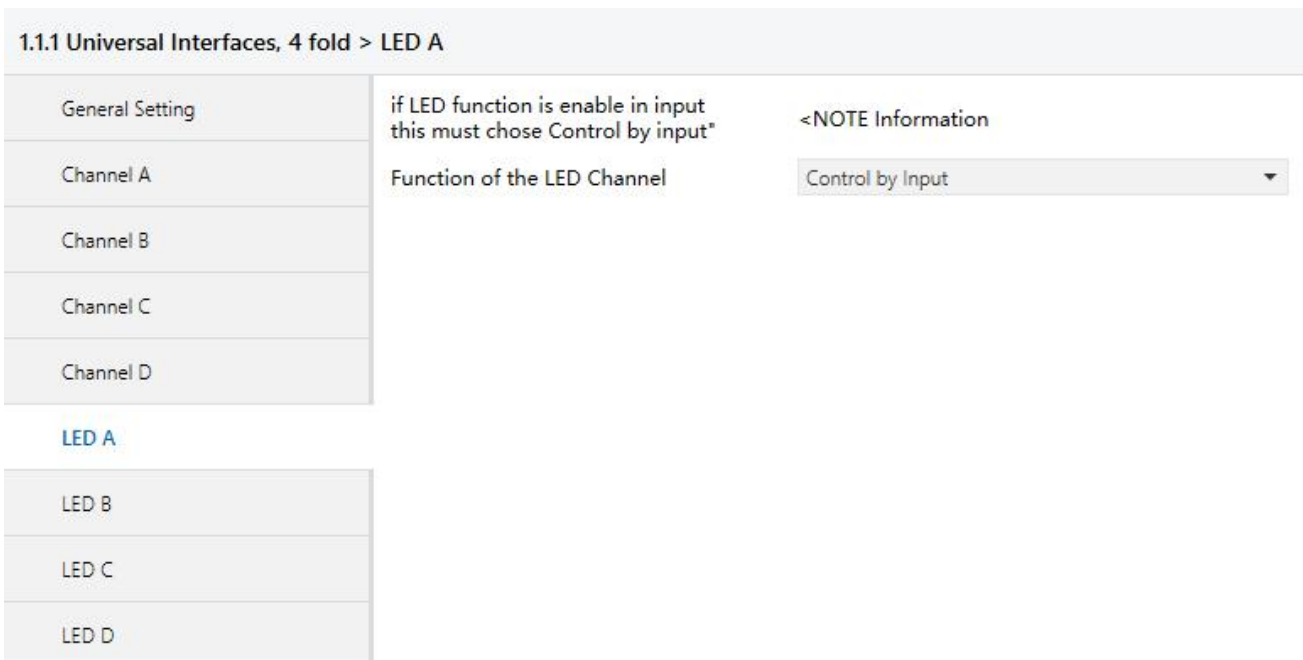 1.1.1 Universal Interfaces, 4 fold > LED A
General Setting
if LED function is enable in input
this must chose Control by input"
<NOTE Information
Channel A
Function of the LED Channel
Control by Input
Channel B
Channel C
Channel D
LED A
LED B
LED C
LED D